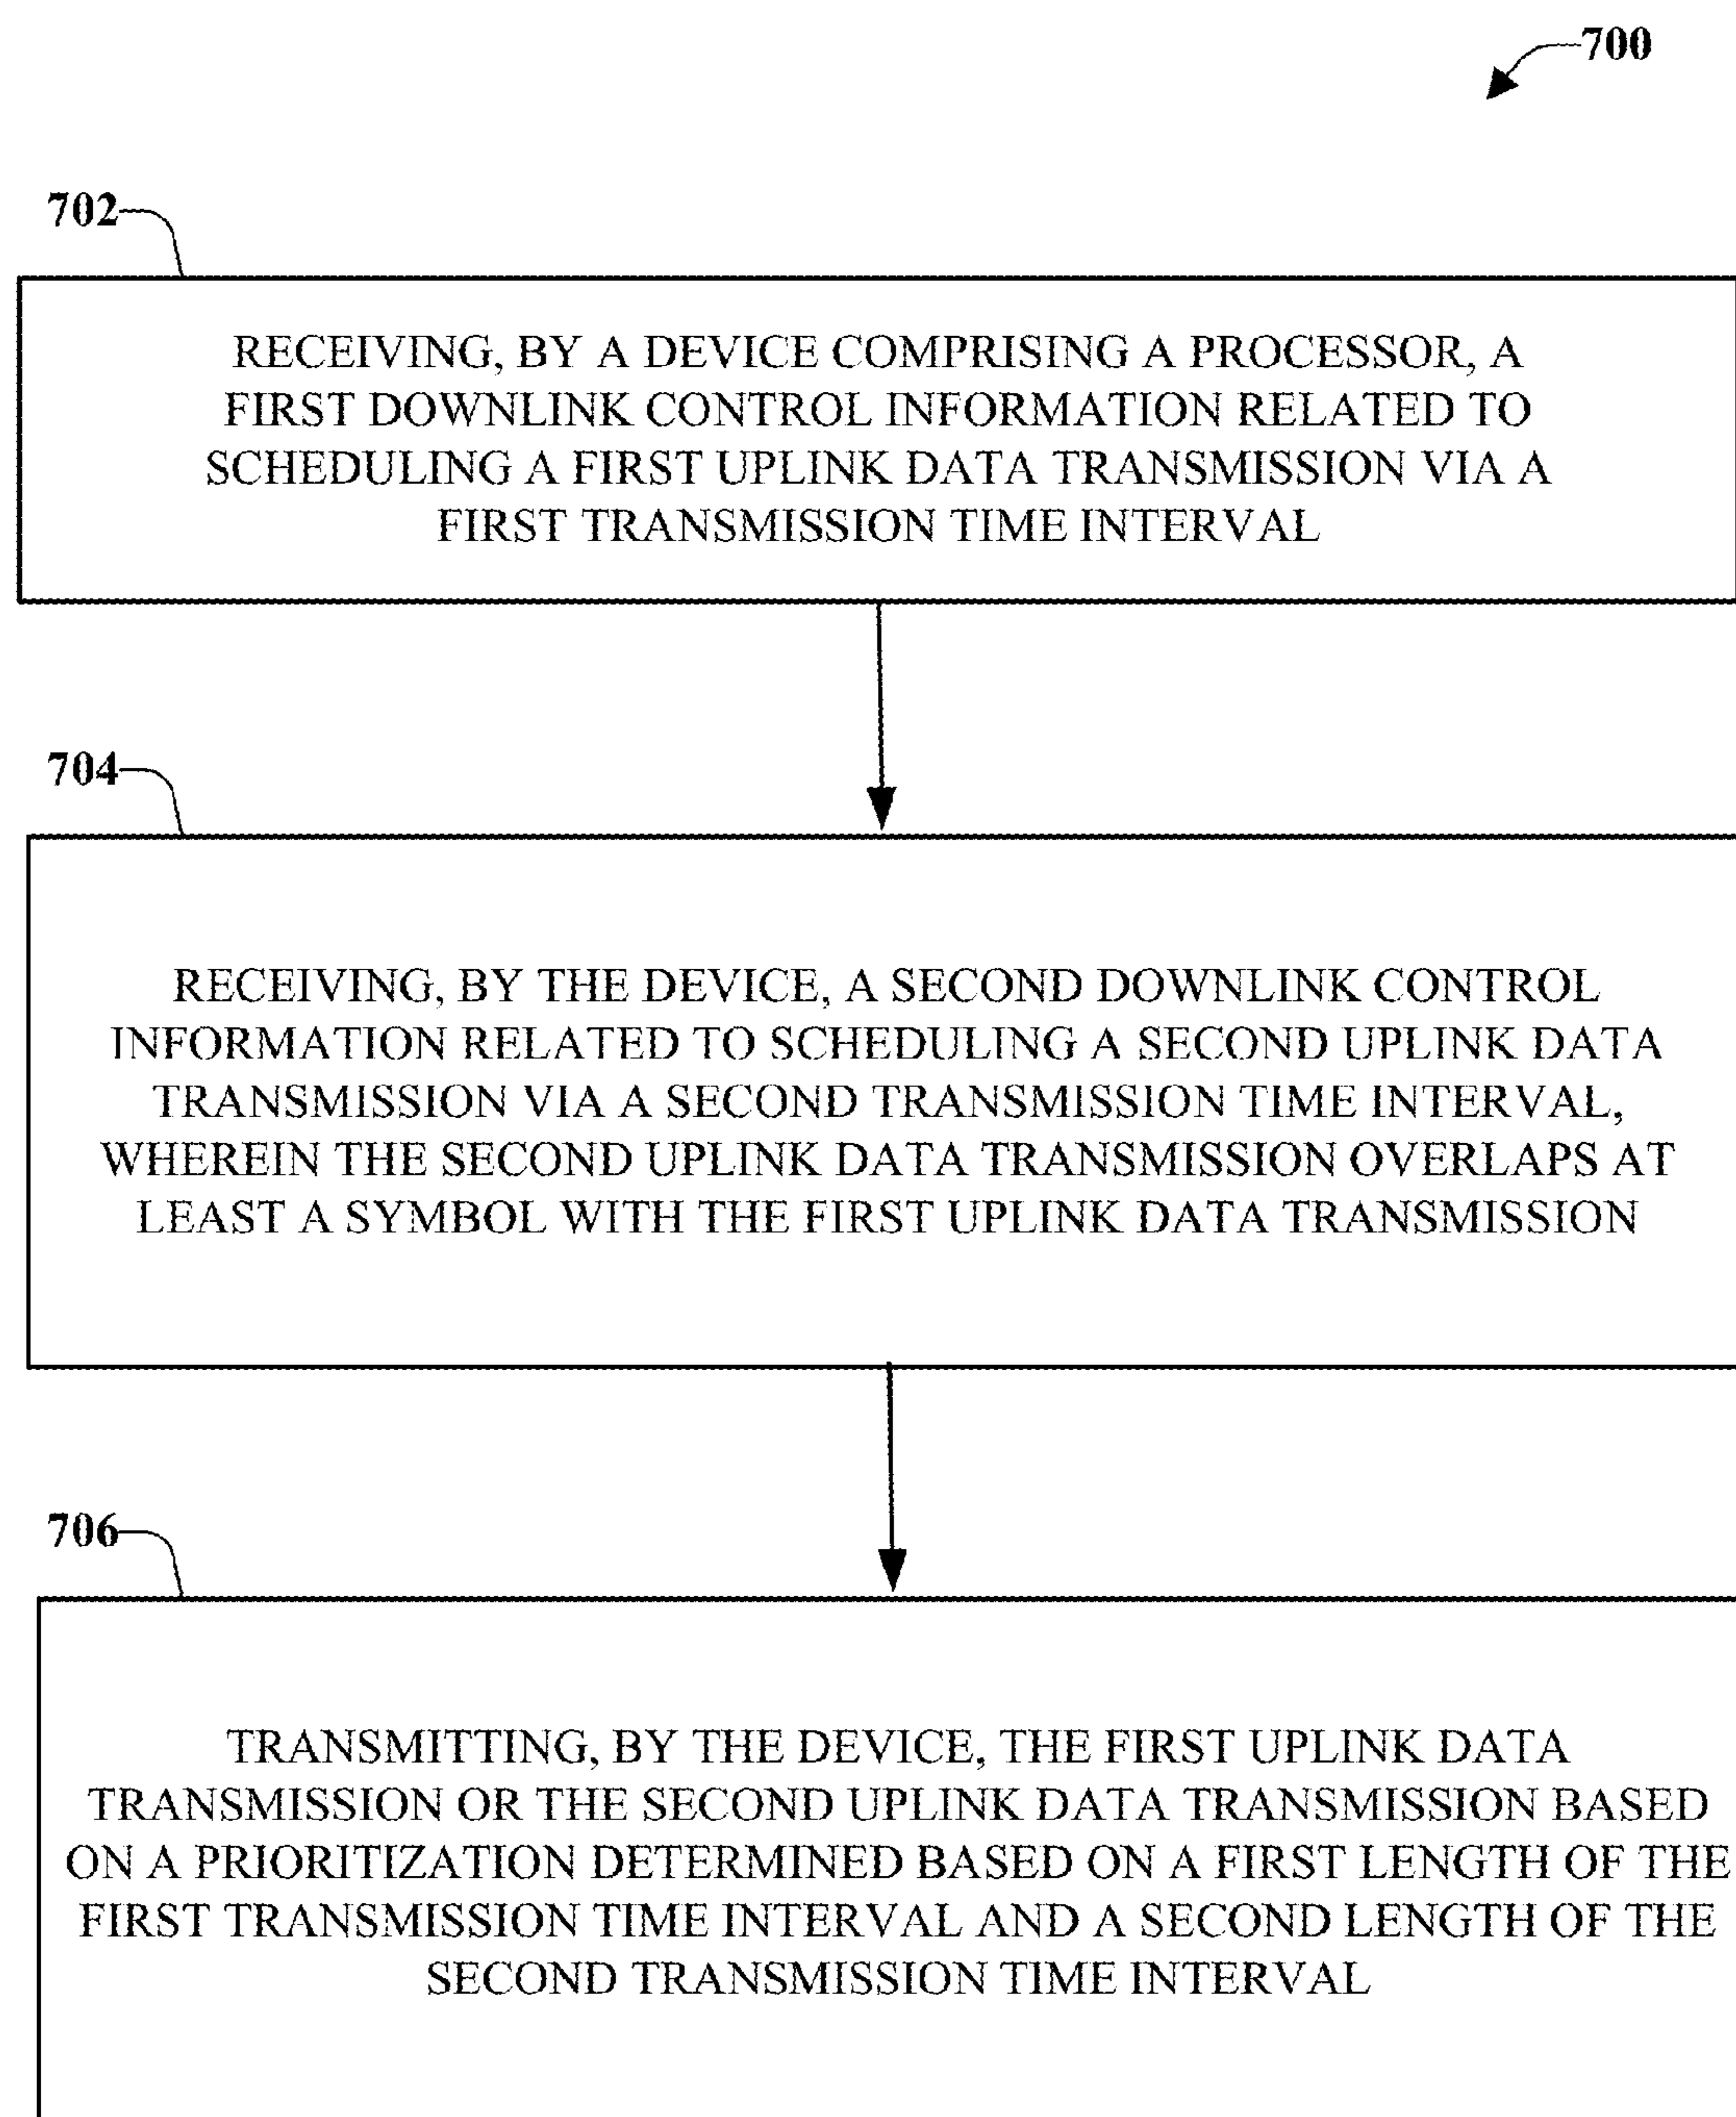 700
702
RECEIVING, BY A DEVICE COMPRISING A PROCESSOR, A
FIRST DOWNLINK CONTROL INFORMATION RELATED TO
SCHEDULING A FIRST UPLINK DATA TRANSMISSION VIA A
FIRST TRANSMISSION TIME INTERVAL
704
RECEIVING, BY THE DEVICE, A SECOND DOWNLINK CONTROL
INFORMATION RELATED TO SCHEDULING A SECOND UPLINK DATA
TRANSMISSION VIA A SECOND TRANSMISSION TIME INTERVAL,
WHEREIN THE SECOND UPLINK DATA TRANSMISSION OVERLAPS AT
LEAST A SYMBOL WITH THE FIRST UPLINK DATA TRANSMISSION
706
TRANSMITTING, BY THE DEVICE, THE FIRST UPLINK DATA
TRANSMISSION OR THE SECOND UPLINK DATA TRANSMISSION BASED
ON A PRIORITIZATION DETERMINED BASED ON A FIRST LENGTH OF THE
FIRST TRANSMISSION TIME INTERVAL AND A SECOND LENGTH OF THE
SECOND TRANSMISSION TIME INTERVAL